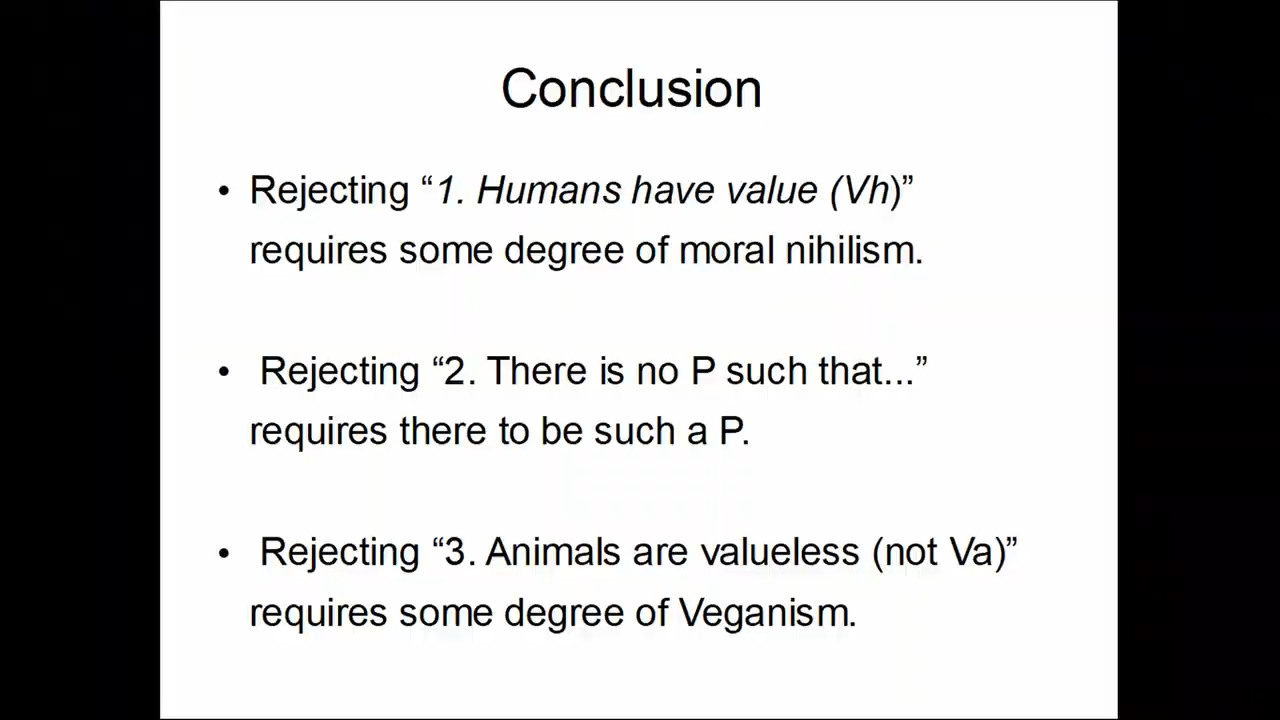 Conclusion
• Rejecting “1. Humans have value (Vh)”
requires some degree of moral nihilism.
• Rejecting “2. There is no P such that...”
requires there to be such a P.
• Rejecting “3. Animals are valueless (not Va)”
requires some degree of Veganism.